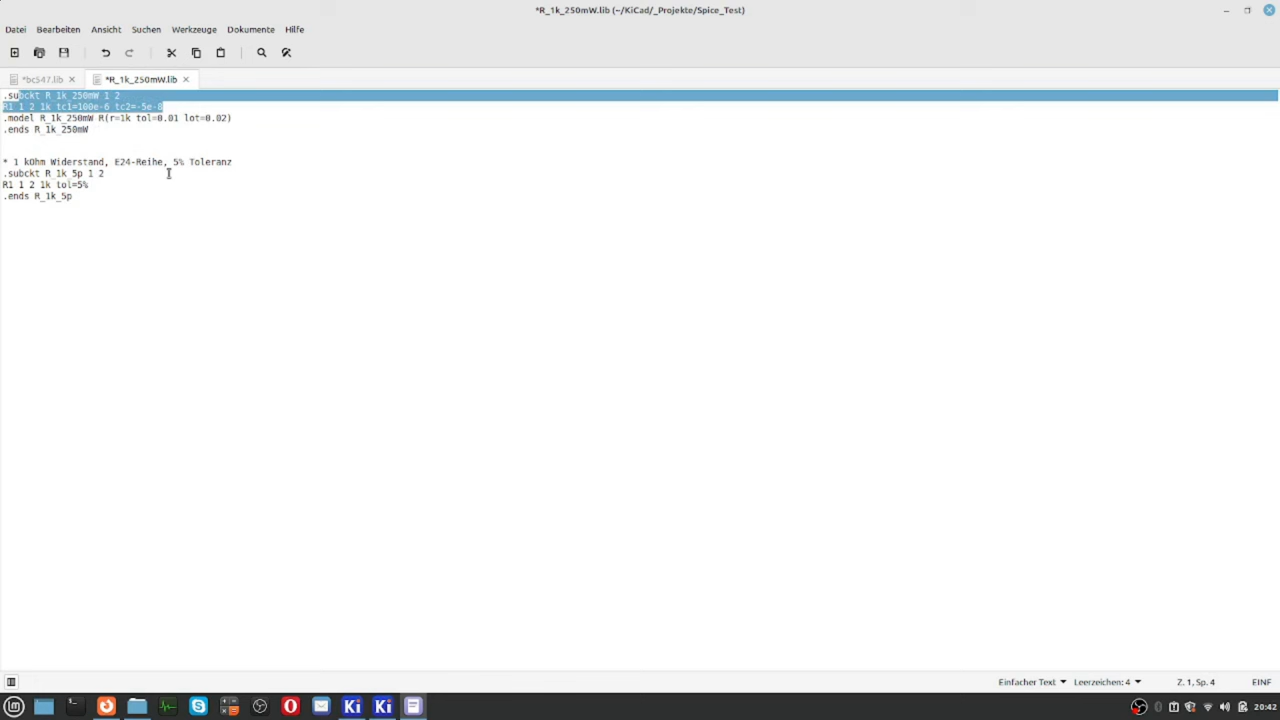 *R_1k_250mW.lib (~/KiCad/_Projekte/Spice_Test)
Datei Bearbeiten Ansicht Suchen Werkzeuge Dokumente Hilfe
*bc547.lib *R_1k_250mW.lib
.subckt R_1k_250mW 1 2
R1 1 2 1k tc1=100e-6 tc2=-5e-8
.model R_1k_250mW R(r=1k tol=0.01 lot=0.02)
.ends R_1k_250mW
* 1 kOhm Widerstand, E24-Reihe, 5% Toleranz
.subckt R_1k_5p 1 2
R1 1 2 1k tol=5%
.ends R_1k_5p
Einfacher Text Leerzeichen: 4 Z. 1, Sp. 4 EINF
Ki Ki 20:42